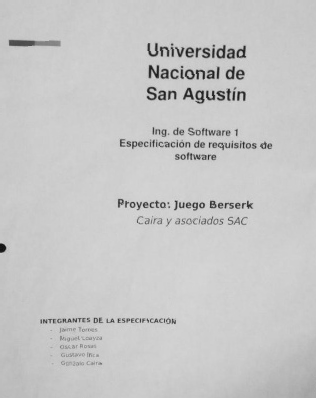 Universidad
Nacional de
San Agustín
Ing. de Software 1
Especificación de requisitos de
software
Proyecto: Juego Berserk
Caira y asociados SAC
INTEGRANTES DE LA ESPECIFICACIÓN
- Jaime Torres
- Miguel Loayza
- Oscar Rosas
- Gustavo
- Gonzalo Caira